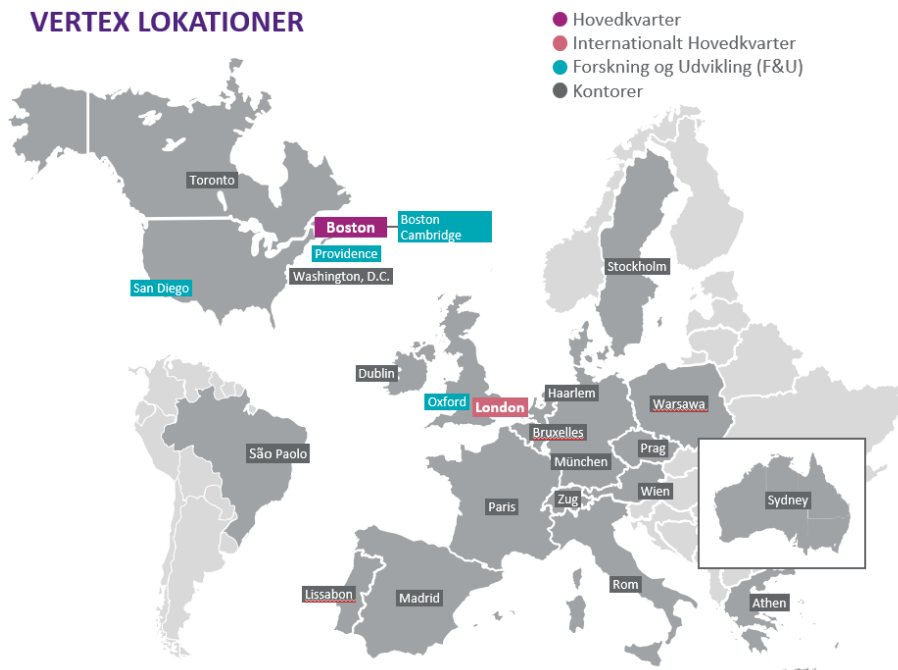 VERTEX LOKATIONER
Hovedkvarter
Internationalt Hovedkvarter
Forskning og Udvikling (F&U)
Kontorer
Toronto
Boston
Boston
Cambridge
Providence
Washington, D.C.
San Diego
Stockholm
Dublin
Haarlem
Oxford
London
Warsawa
Bruxelles
Prag
São Paolo
München
Zug
Wien
Sydney
Paris
Rom
Lissabon
Madrid
Athen